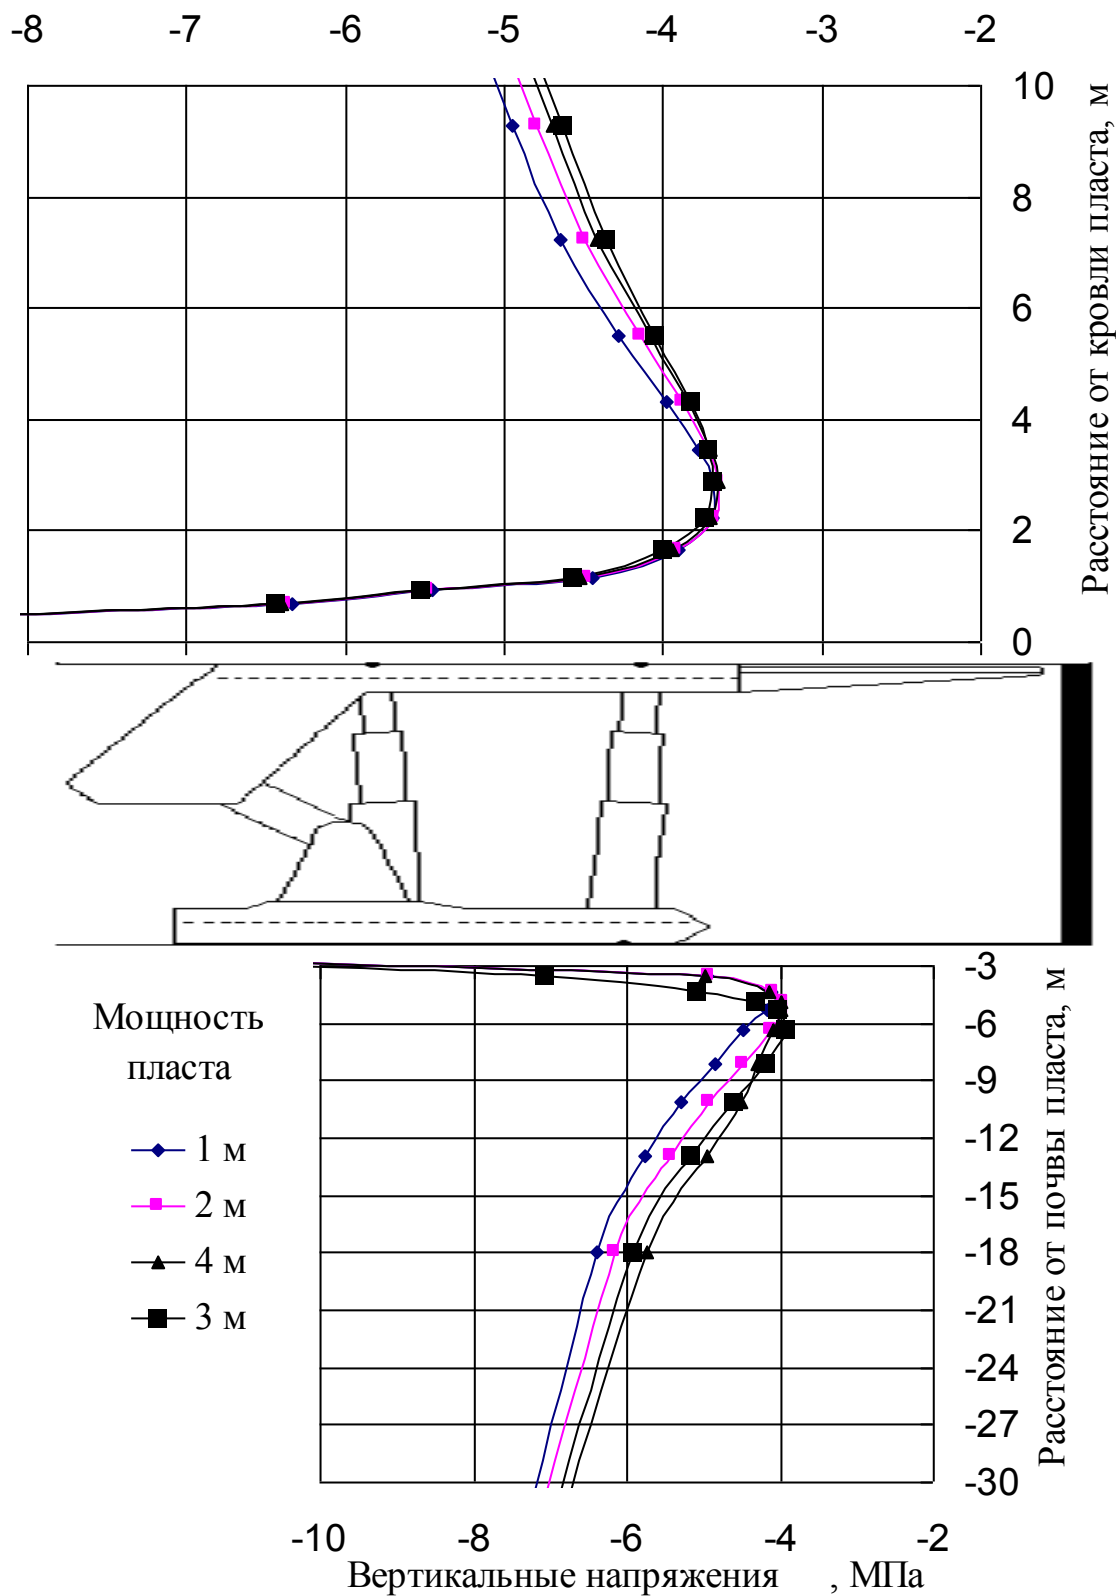 -8 -7 -6 -5 -4 -3 -2
10
8
6
4
2
0
Расстояние от кровли пласта, м
Мощность
пласта
1 м
2 м
4 м
3 м
-3
-6
-9
-12
-15
-18
-21
-24
-27
-30
Расстояние от почвы пласта, м
-10 -8 -6 -4 -2
Вертикальные напряжения , МПа